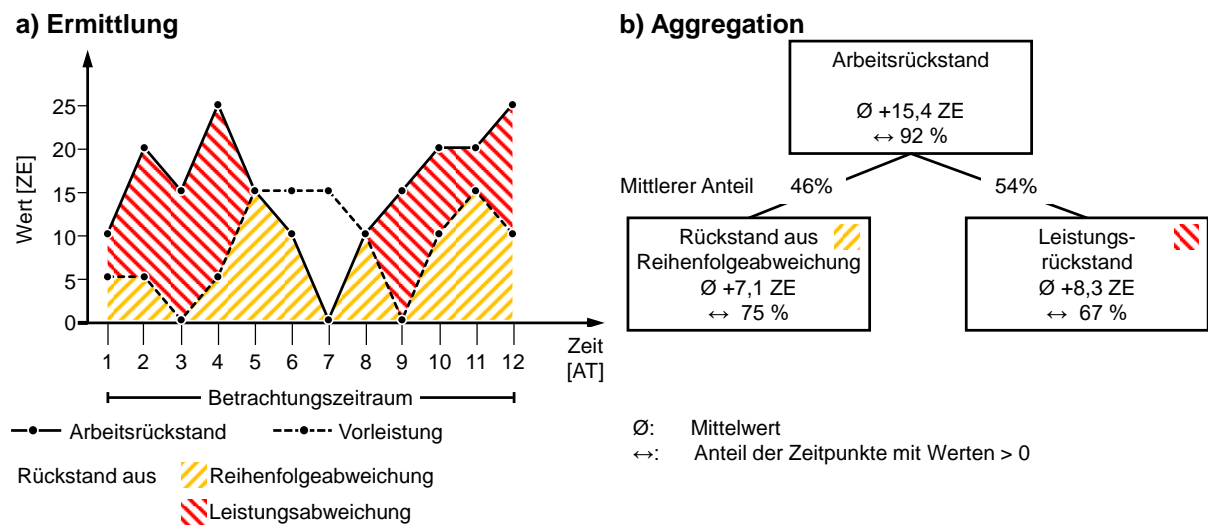 a) Ermittlung
Wert [ZE]
25
20
15
10
5
0
1 2 3 4 5 6 7 8 9 10 11 12
Zeit
[AT]
Betrachtungszeitraum
Arbeitsrückstand
Vorleistung
Rückstand aus
Reihenfolgeabweichung
Leistungsabweichung
b) Aggregation
Arbeitsrückstand
Ø +15,4 ZE
↔ 92 %
Mittlerer Anteil 46% 54%
Rückstand aus
Reihenfolgeabweichung
Ø +7,1 ZE
↔ 75 %
Leistungs-
rückstand
Ø +8,3 ZE
↔ 67 %
Ø: Mittelwert
↔: Anteil der Zeitpunkte mit Werten > 0